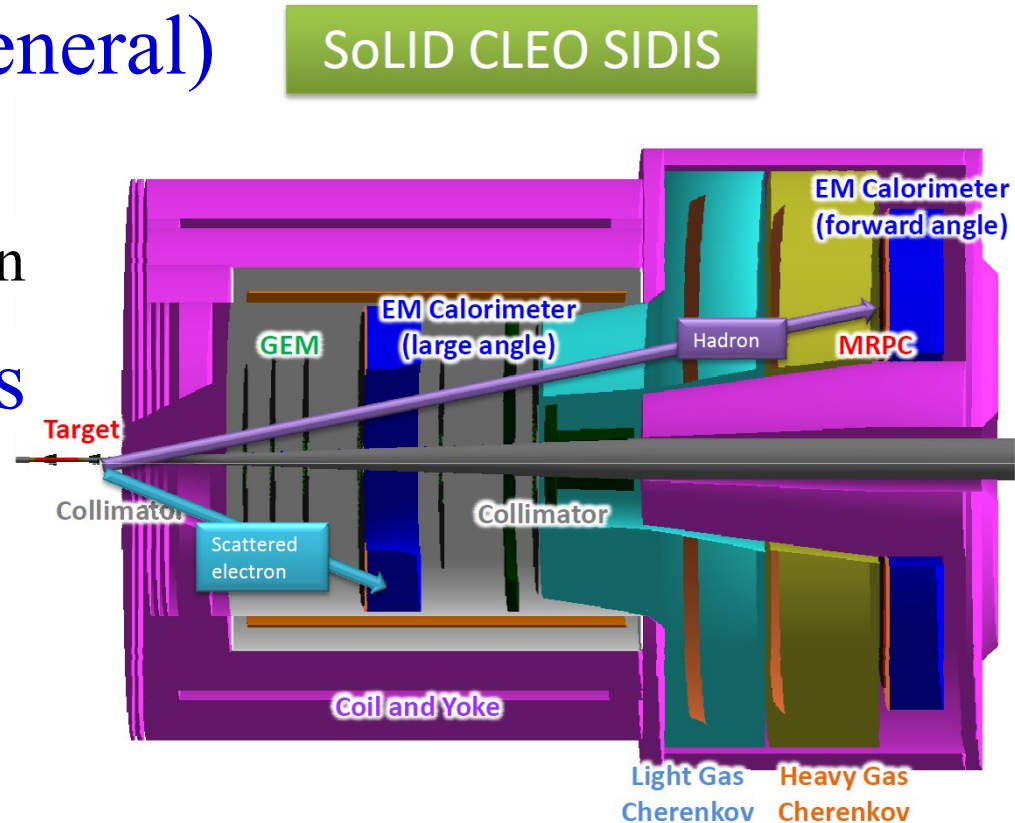 eneral)
SoLID CLEO SIDIS
EM Calorimeter
(forward angle)
n
EM Calorimeter
(large angle)
GEM
Hadron
MRPC
s
Target
Collimator
Collimator
Scattered
electron
Coil and Yoke
Light Gas
Cherenkov
Heavy Gas
Cherenkov